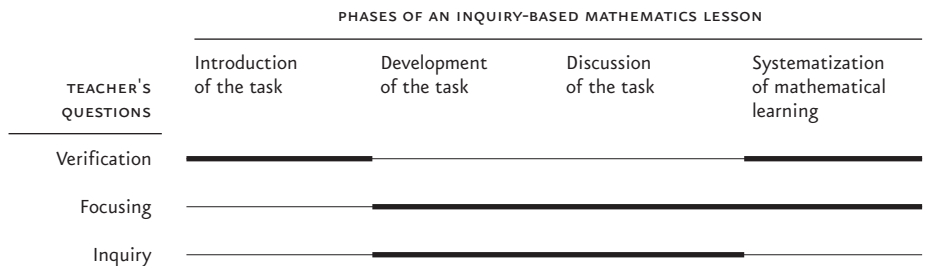 PHASES OF AN INQUIRY-BASED MATHEMATICS LESSON
TEACHER'S
QUESTIONS
Introduction
of the task
Development
of the task
Discussion
of the task
Systematization
of mathematical
learning
Verification
Focusing
Inquiry